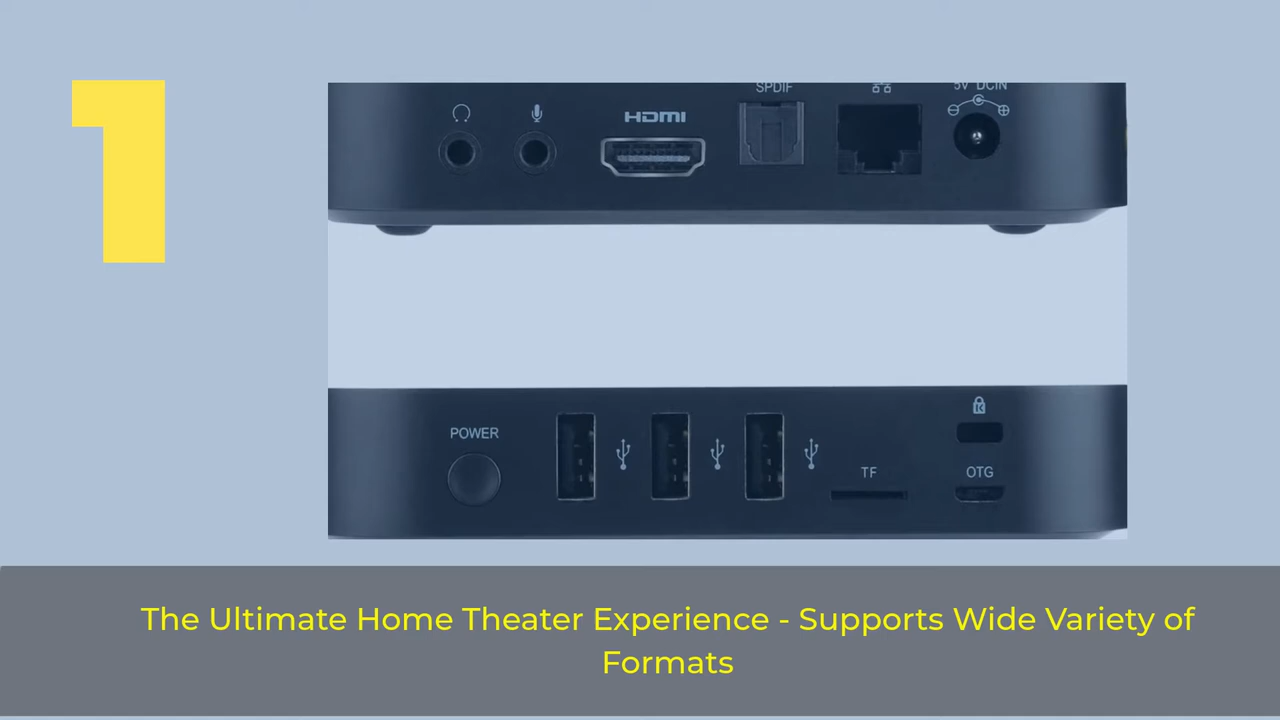 1
SPDIF
5V DCIN
HDMI
POWER
TF
OTG
The Ultimate Home Theater Experience - Supports Wide Variety of
Formats